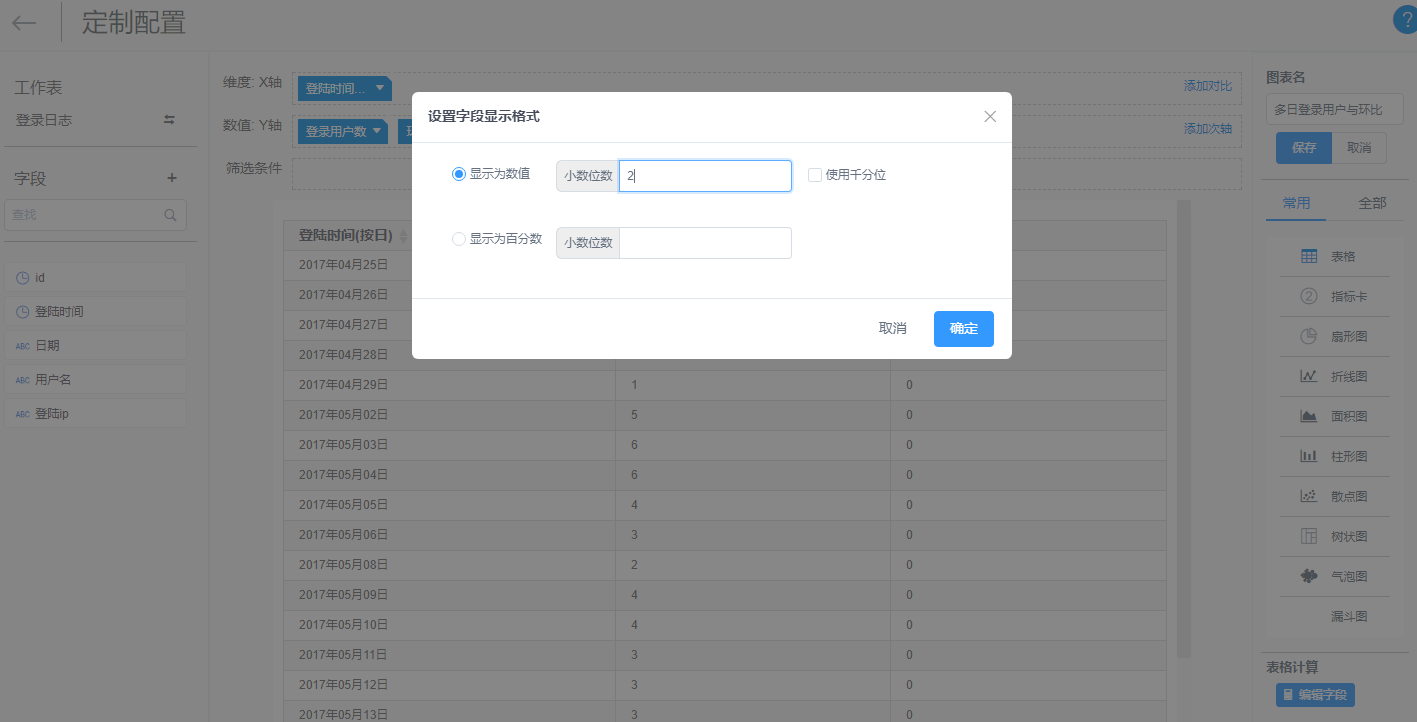 定制配置
?
工作表
登录日志
字段
+
查找
id
登陆时间
ABC 日期
ABC 用户名
ABC 登陆ip
维度: X轴
登陆时间...
添加对比
数值: Y轴
登录用户数
添加次轴
筛选条件
设置字段显示格式
显示为数值
小数位数
2
使用千分位
显示为百分数
小数位数
取消
确定
登陆时间(按日)
2017年04月25日
2017年04月26日
2017年04月27日
2017年04月28日
2017年04月29日 1 0
2017年05月02日 5 0
2017年05月03日 6 0
2017年05月04日 6 0
2017年05月05日 4 0
2017年05月06日 3 0
2017年05月08日 2 0
2017年05月09日 4 0
2017年05月10日 4 0
2017年05月11日 3 0
2017年05月12日 3 0
2017年05月13日 3 0
图表名
多日登录用户与环比
保存
取消
常用
全部
表格
② 指标卡
扇形图
折线图
面积图
柱形图
散点图
树状图
气泡图
漏斗图
表格计算
编辑字段